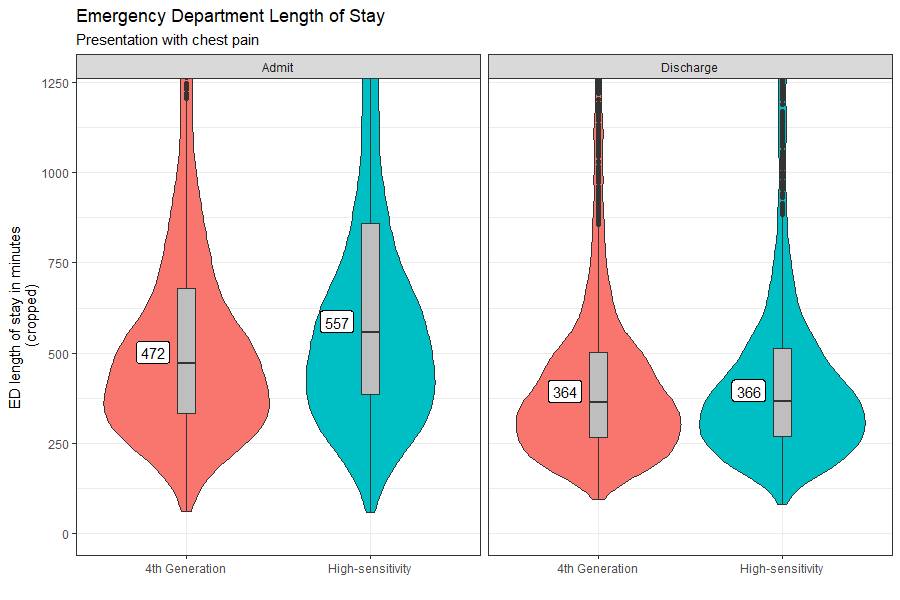 Emergency Department Length of Stay
Presentation with chest pain
Admit
Discharge
ED length of stay in minutes
(cropped)
1250
1000
750
500
250
0
472
557
364
366
4th Generation
High-sensitivity
4th Generation
High-sensitivity